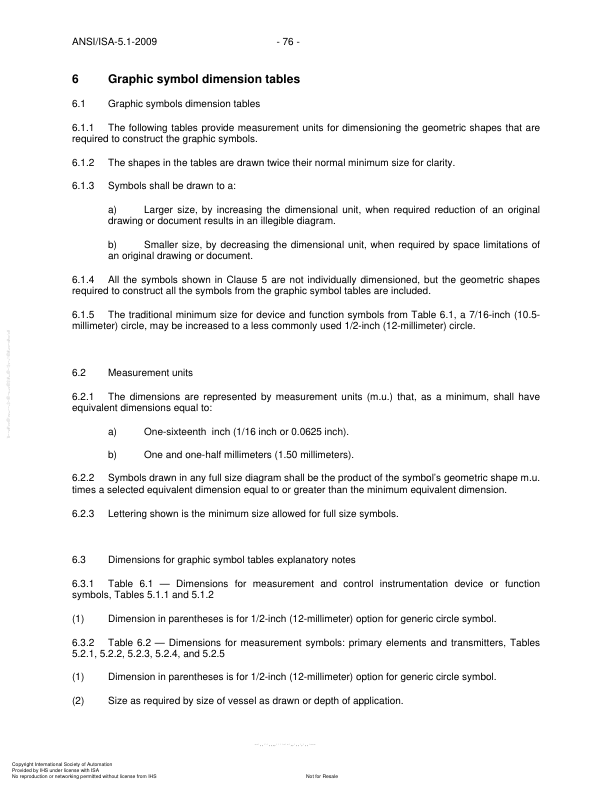 ANSI/ISA-5.1-2009 - 76 -
6 Graphic symbol dimension tables
6.1 Graphic symbols dimension tables
6.1.1 The following tables provide measurement units for dimensioning the geometric shapes that are
required to construct the graphic symbols.
6.1.2 The shapes in the tables are drawn twice their normal minimum size for clarity.
6.1.3 Symbols shall be drawn to a:
a) Larger size, by increasing the dimensional unit, when required reduction of an original
drawing or document results in an illegible diagram.
b) Smaller size, by decreasing the dimensional unit, when required by space limitations of
an original drawing or document.
6.1.4 All the symbols shown in Clause 5 are not individually dimensioned, but the geometric shapes
required to construct all the symbols from the graphic symbol tables are included.
6.1.5 The traditional minimum size for device and function symbols from Table 6.1, a 7/16-inch (10.5-
millimeter) circle, may be increased to a less commonly used 1/2-inch (12-millimeter) circle.
6.2 Measurement units
6.2.1 The dimensions are represented by measurement units (m.u.) that, as a minimum, shall have
equivalent dimensions equal to:
a) One-sixteenth inch (1/16 inch or 0.0625 inch).
b) One and one-half millimeters (1.50 millimeters).
6.2.2 Symbols drawn in any full size diagram shall be the product of the symbol's geometric shape m.u.
times a selected equivalent dimension equal to or greater than the minimum equivalent dimension.
6.2.3 Lettering shown is the minimum size allowed for full size symbols.
6.3 Dimensions for graphic symbol tables explanatory notes
6.3.1 Table 6.1 — Dimensions for measurement and control instrumentation device or function
symbols, Tables 5.1.1 and 5.1.2
(1) Dimension in parentheses is for 1/2-inch (12-millimeter) option for generic circle symbol.
6.3.2 Table 6.2 — Dimensions for measurement symbols: primary elements and transmitters, Tables
5.2.1, 5.2.2, 5.2.3, 5.2.4, and 5.2.5
(1) Dimension in parentheses is for 1/2-inch (12-millimeter) option for generic circle symbol.
(2) Size as required by size of vessel as drawn or depth of application.
Copyright International Society of Automation
Provided by IHS under license with ISA
No reproduction or networking permitted without license from IHS Not for Resale